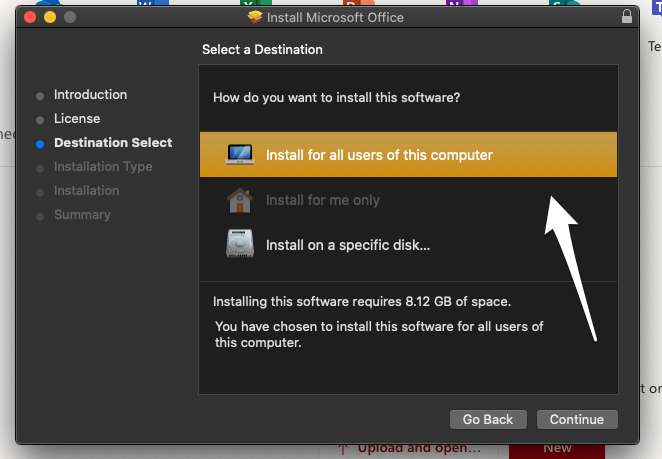 Install Microsoft Office
Select a Destination
Introduction
License
Destination Select
Installation Type
Installation
Summary
How do you want to install this software?
Install for all users of this computer
Install for me only
Install on a specific disk...
Installing this software requires 8.12 GB of space.
You have chosen to install this software for all users of
this computer.
Go Back
Continue
Upload and open...
New